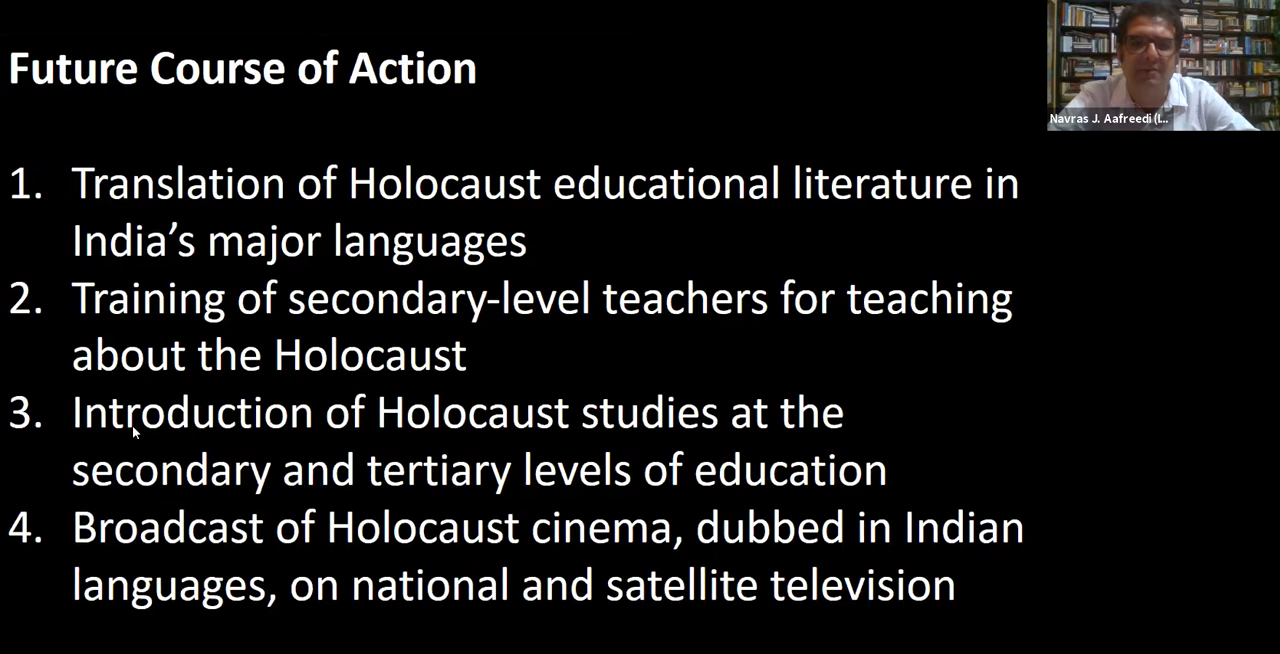 Future Course of Action
Navras J. Aafreedi (I...
1. Translation of Holocaust educational literature in
India’s major languages
2. Training of secondary-level teachers for teaching
about the Holocaust
3. Introduction of Holocaust studies at the
secondary and tertiary levels of education
4. Broadcast of Holocaust cinema, dubbed in Indian
languages, on national and satellite television